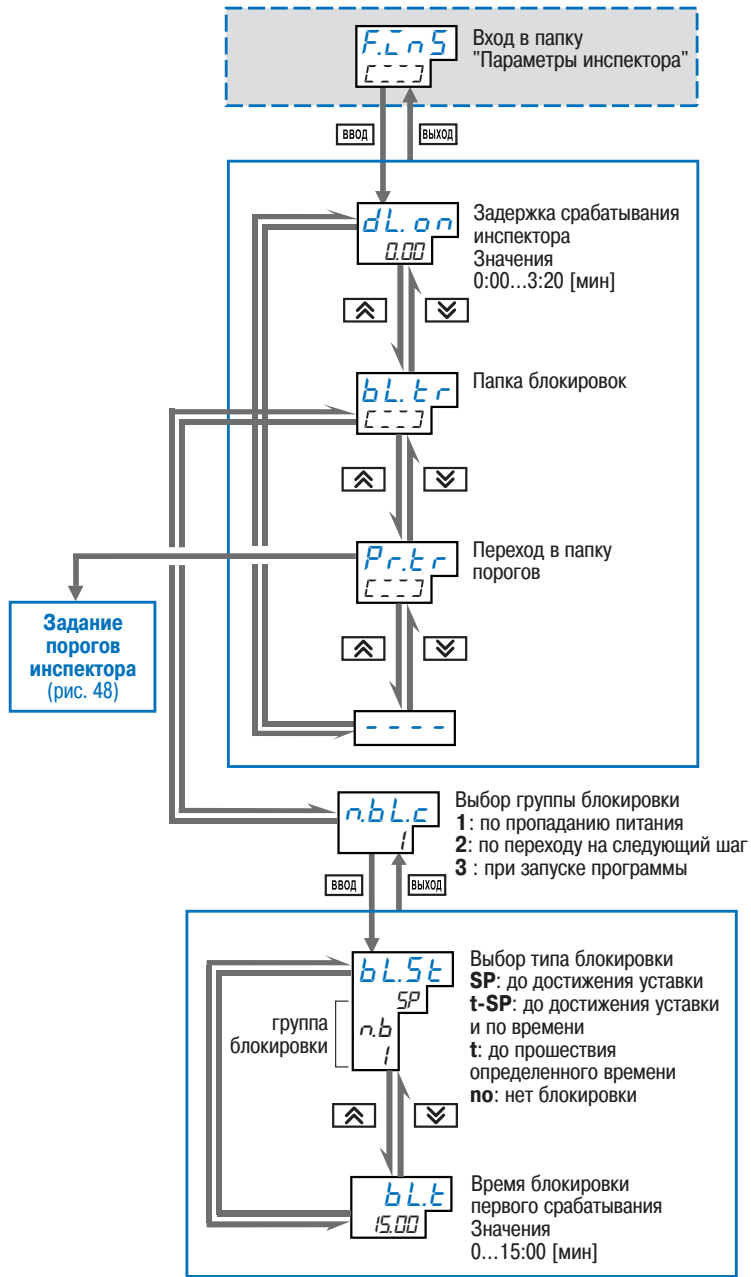 F.inS
[---]
Вход в папку
"Параметры инспектора"
ВВОД
ВЫХОД
dL.on
0.00
Задержка срабатывания
инспектора
Значения
0:00...3:20 [мин]
bL.tr
[---]
Папка блокировок
Pr.tr
[---]
Переход в папку
порогов
Задание
порогов
инспектора
(рис. 48)
- - - -
n.bL.c
1
Выбор группы блокировки
1: по пропаданию питания
2: по переходу на следующий шаг
3 : при запуске программы
ВВОД
ВЫХОД
bL.St
SP
n.b
1
группа
блокировки
Выбор типа блокировки
SP: до достижения уставки
t-SP: до достижения уставки
и по времени
t: до прошествия
определенного времени
no: нет блокировки
bL.t
15.00
Время блокировки
первого срабатывания
Значения
0...15:00 [мин]